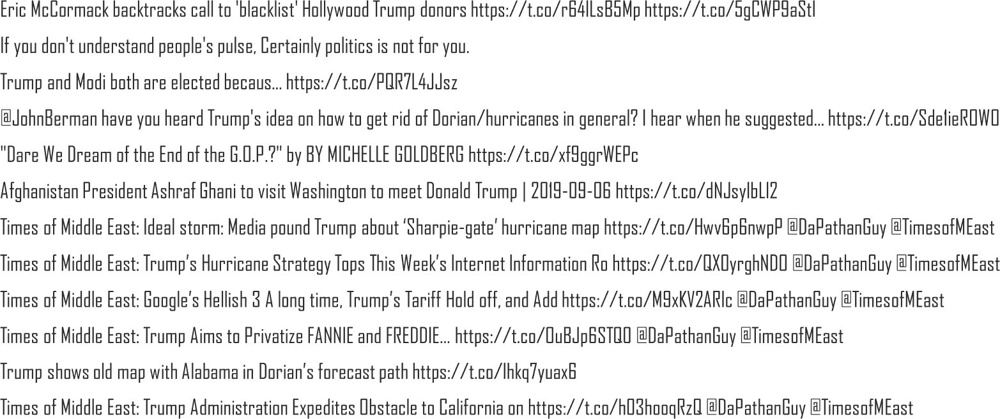 Eric McCormack backtracks call to 'blacklist' Hollywood Trump donors https://t.co/r64ILsB5Mp https://t.co/5gCWP9aStI
If you don't understand people's pulse, Certainly politics is not for you.
Trump and Modi both are elected becaus... https://t.co/PQR7L4JJsz
@JohnBerman have you heard Trump's idea on how to get rid of Dorian/hurricanes in general? I hear when he suggested... https://t.co/Sde1ieR0WO
"Dare We Dream of the End of the G.O.P.?" by BY MICHELLE GOLDBERG https://t.co/xf9ggrWEPc
Afghanistan President Ashraf Ghani to visit Washington to meet Donald Trump | 2019-09-06 https://t.co/dNJsyIbLI2
Times of Middle East: Ideal storm: Media pound Trump about ‘Sharpie-gate’ hurricane map https://t.co/Hwv6p6nwpP @DaPathanGuy @TimesofMEast
Times of Middle East: Trump’s Hurricane Strategy Tops This Week’s Internet Information Ro https://t.co/QX0yrghND0 @DaPathanGuy @TimesofMEast
Times of Middle East: Google’s Hellish 3 A long time, Trump’s Tariff Hold off, and Add https://t.co/M9xKV2ARIc @DaPathanGuy @TimesofMEast
Times of Middle East: Trump Aims to Privatize FANNIE and FREDDIE... https://t.co/0uBJp6STQ0 @DaPathanGuy @TimesofMEast
Trump shows old map with Alabama in Dorian’s forecast path https://t.co/lhkq7yuax6
Times of Middle East: Trump Administration Expedites Obstacle to California on https://t.co/h03hooqRzQ @DaPathanGuy @TimesofMEast